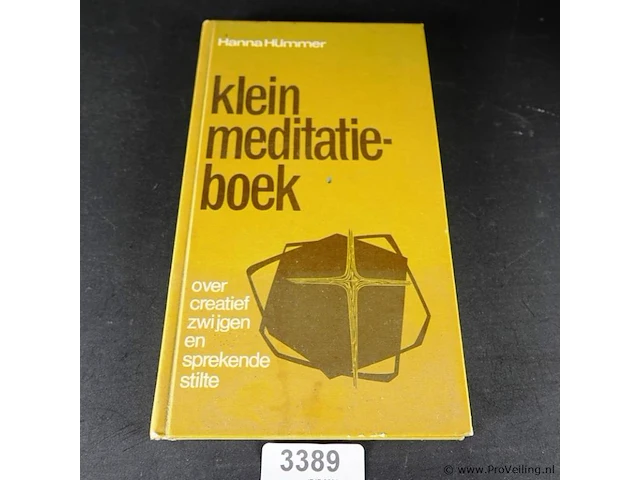 Hanna Hümmer
klein
meditatie-
boek
over
creatief
zwijgen
en
sprekende
stilte
3389
© www.ProVeiling.nl